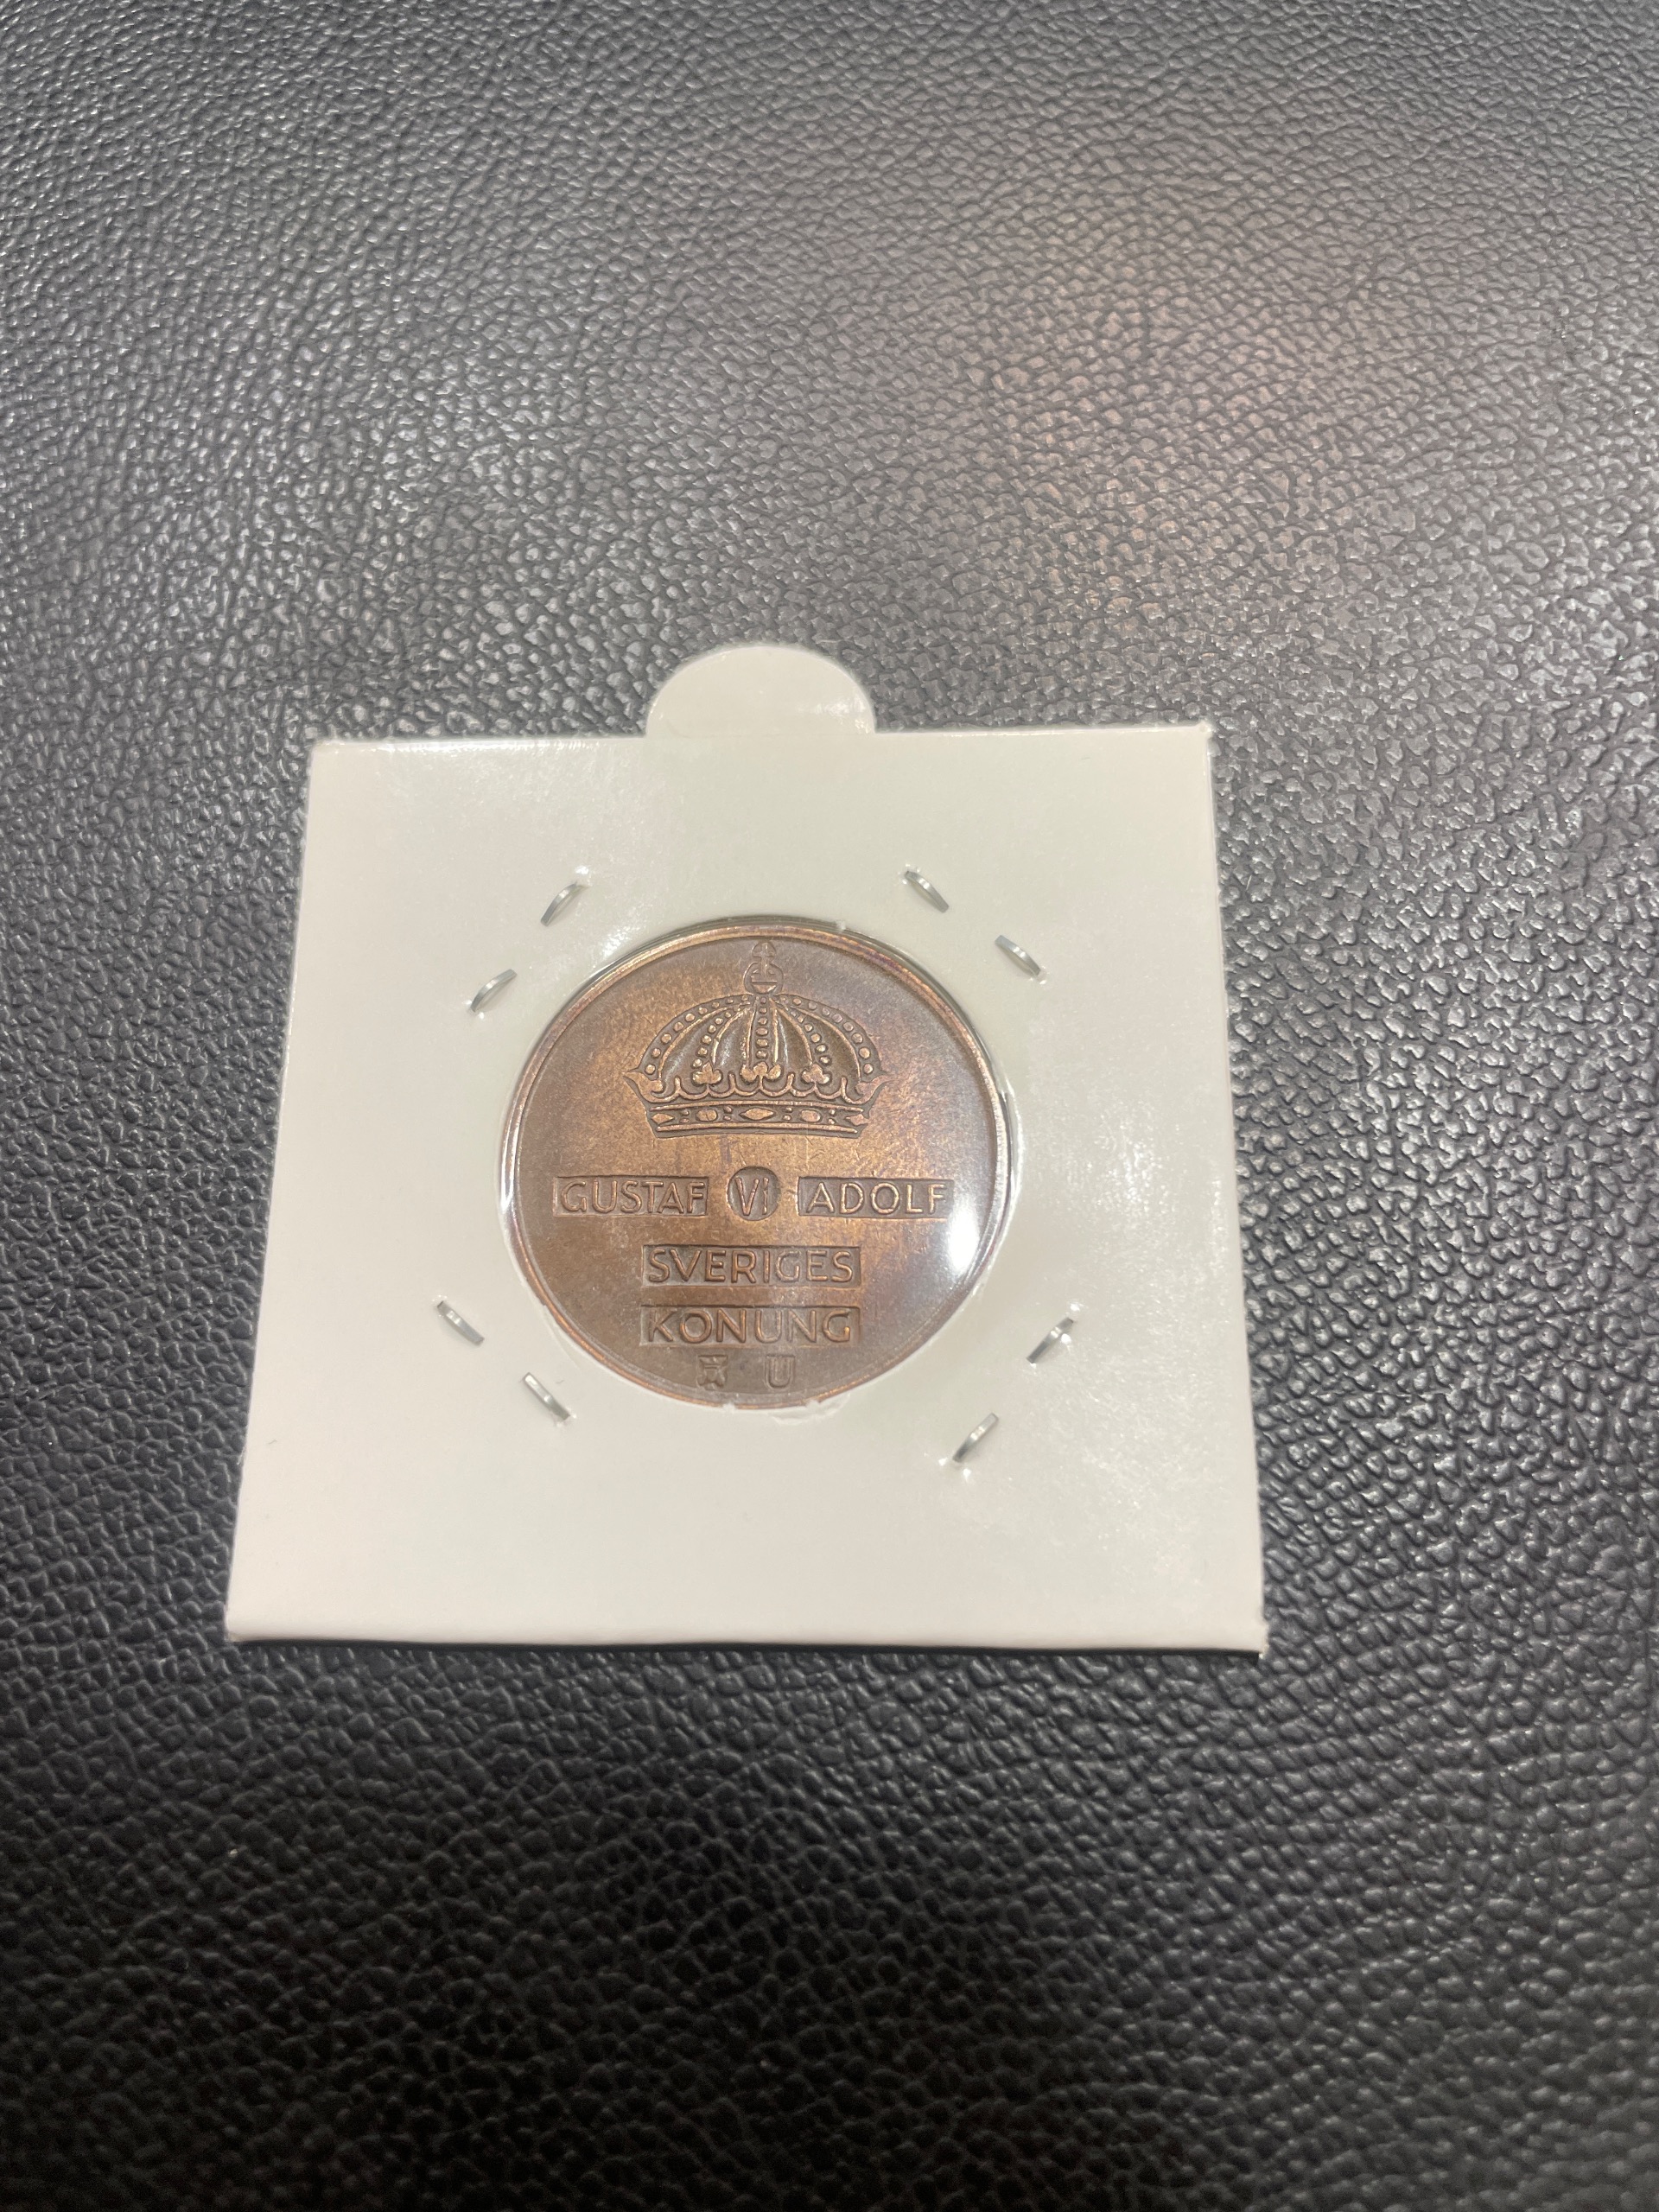 GUSTAF VI ADOLF
SVERIGES
KONUNG
U